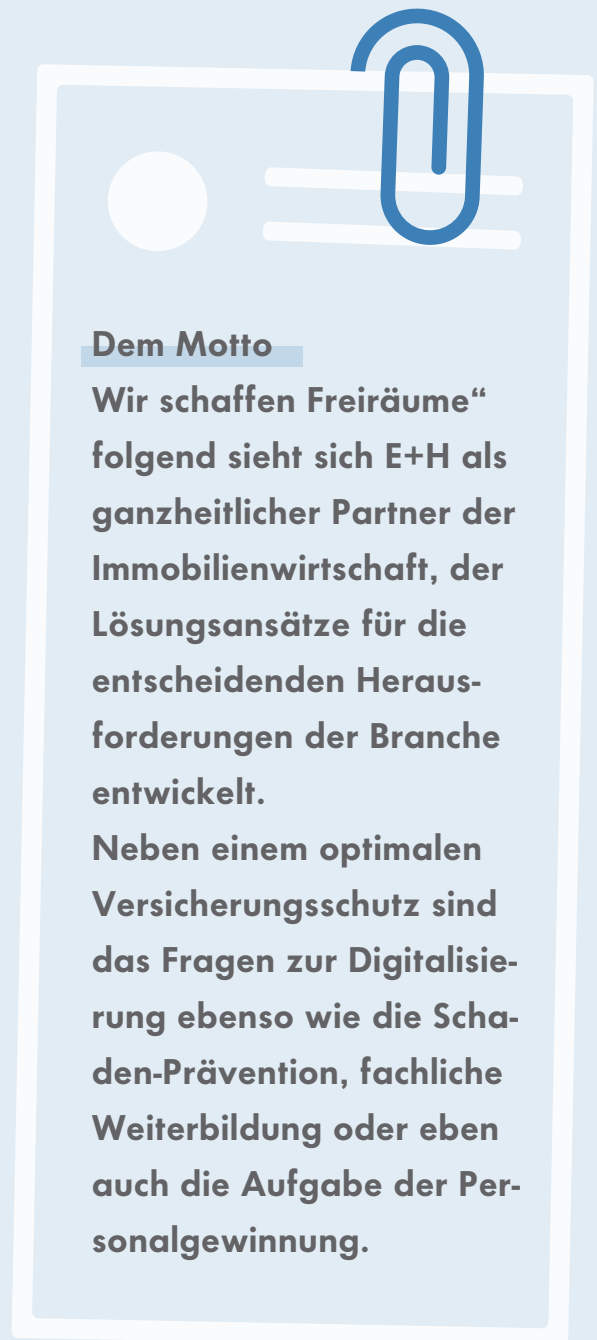 Dem Motto
Wir schaffen Freiräume“
folgend sieht sich E+H als
ganzheitlicher Partner der
Immobilienwirtschaft, der
Lösungsansätze für die
entscheidenden Heraus-
forderungen der Branche
entwickelt.
Neben einem optimalen
Versicherungsschutz sind
das Fragen zur Digitalisie-
rung ebenso wie die Scha-
den-Prävention, fachliche
Weiterbildung oder eben
auch die Aufgabe der Per-
sonalgewinnung.